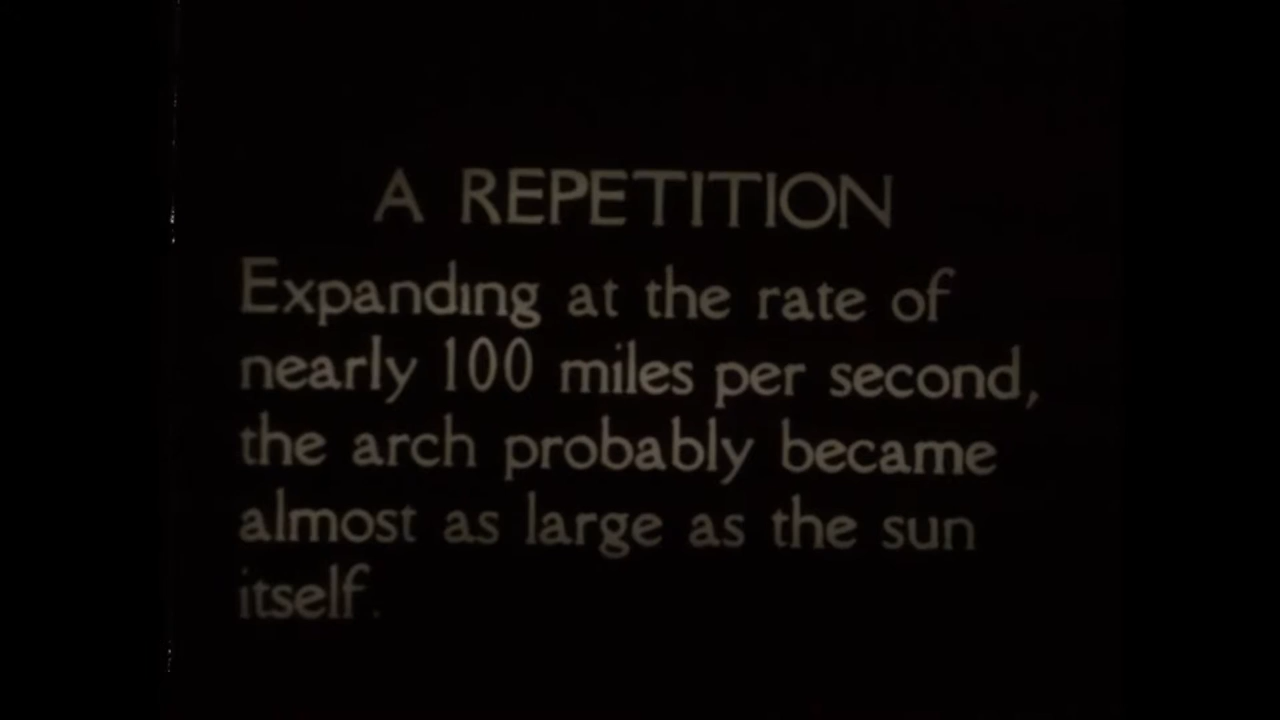 A REPETITION
Expanding at the rate of
nearly 100 miles per second,
the arch probably became
almost as large as the sun
itself.